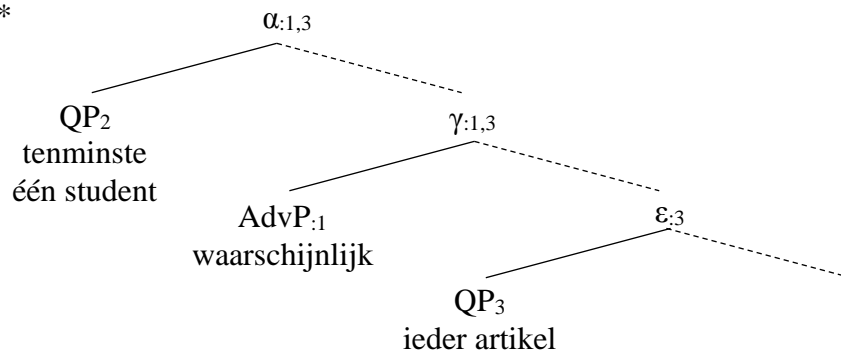 *
α:1,3
QP2
tenminste
één student
γ:1,3
AdvP:1
waarschijnlijk
ε:3
QP3
ieder artikel